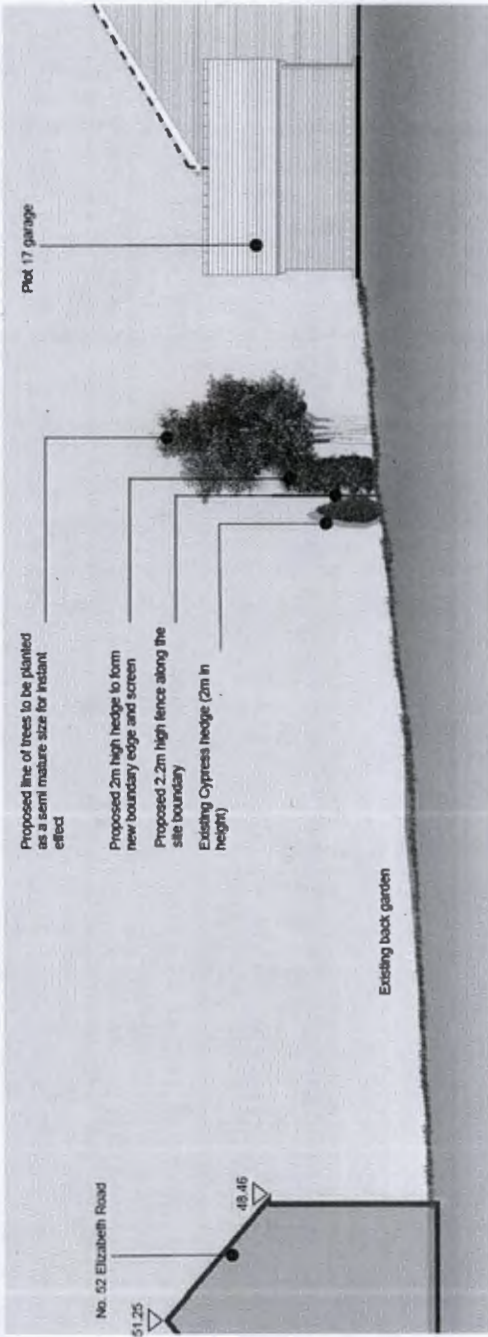 No. 52 Elizabeth Road
51.25
48.46
Existing back garden
Proposed line of trees to be planted
as a semi mature size for instant
effect
Proposed 2m high hedge to form
new boundary edge and screen
Proposed 2.2m high fence along the
site boundary
Existing Cypress hedge (2m in
height)
Plot 17 garage